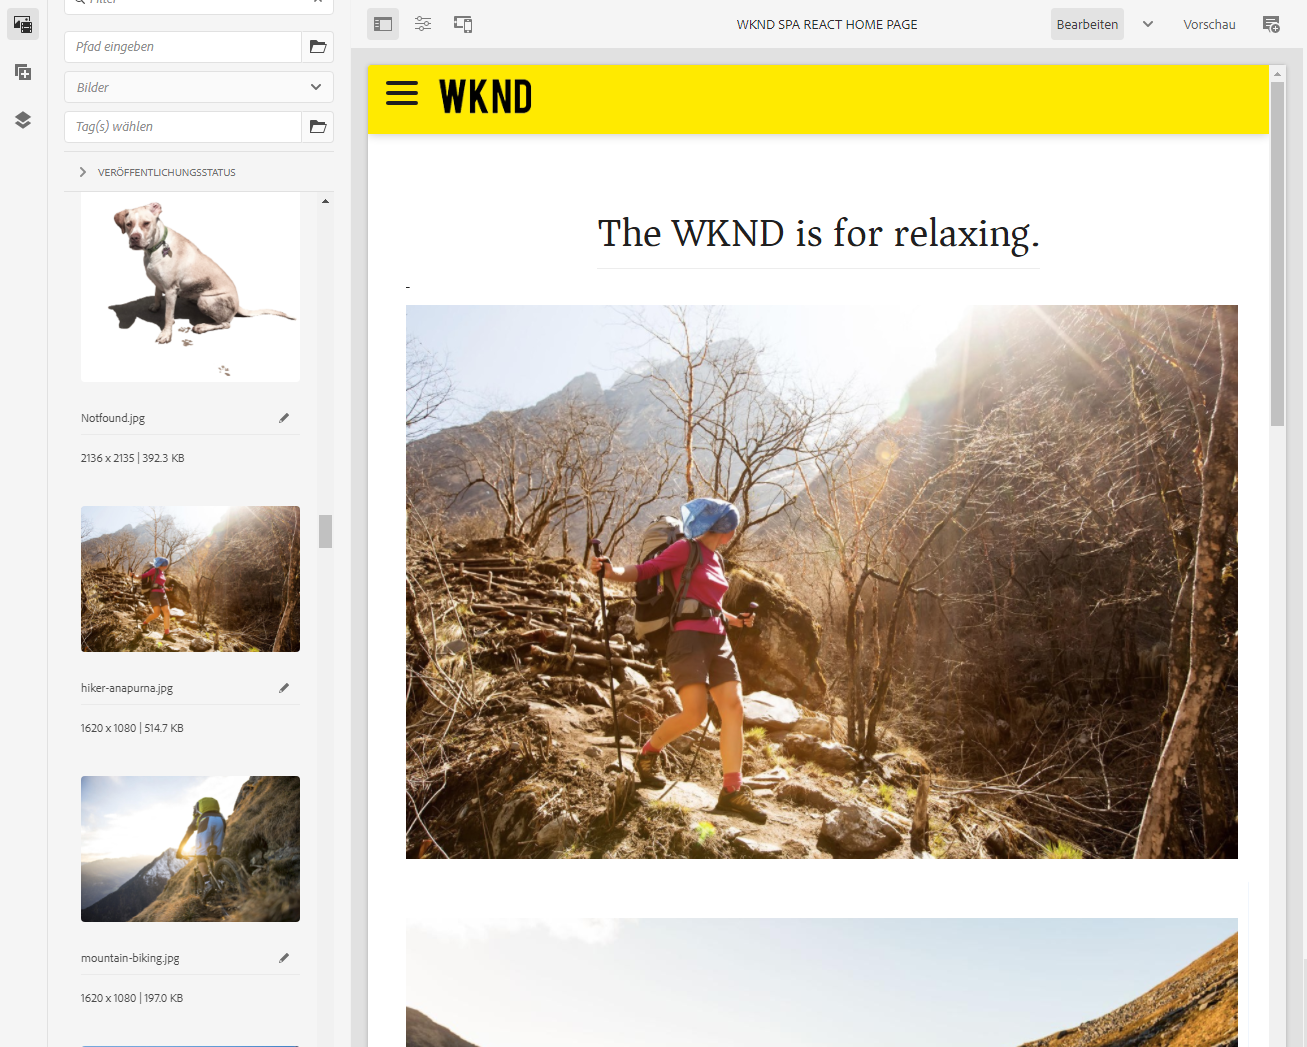 Filter
Pfad eingeben
Bilder
Tag(s) wählen
VERÖFFENTLICHUNGSSTATUS
Notfound.jpg
2136 x 2135 | 392.3 KB
hiker-anapurna.jpg
1620 x 1080 | 514.7 KB
mountain-biking.jpg
1620 x 1080 | 197.0 KB
WKND SPA REACT HOME PAGE
Bearbeiten
Vorschau
WKND
The WKND is for relaxing.
-